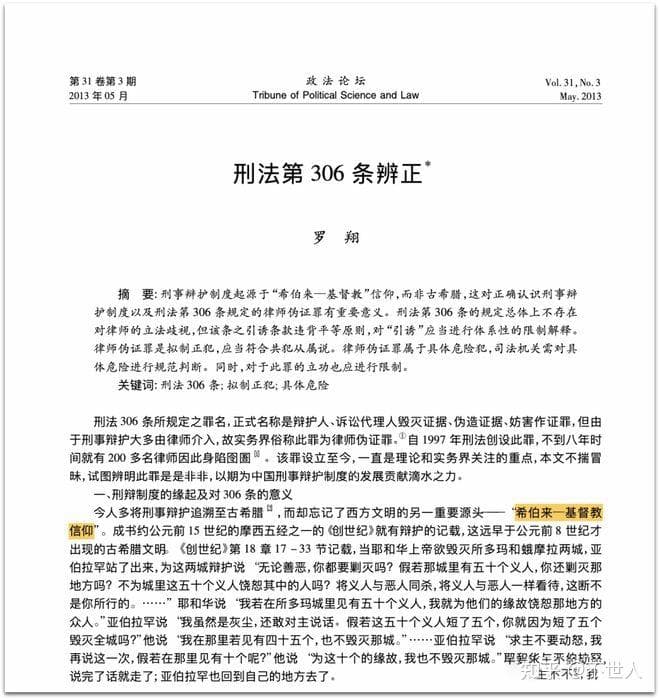 第 31 卷第 3 期
政 法 论 坛
Vol. 31, No. 3
2013 年 05 月
Tribune of Political Science and Law
May. 2013
刑法第 306 条辨正*
罗 翔
摘 要:刑事辩护制度起源于“希伯来—基督教”信仰,而非古希腊,这对正确认识刑事辩
护制度以及刑法第 306 条规定的律师伪证罪有重要意义。刑法第 306 条的规定总体上不存在
对律师的立法歧视,但该条之引诱条款违背平等原则,对“引诱”应当进行体系性的限制解释。
律师伪证罪是拟制正犯,应当符合共犯从属说。律师伪证罪属于具体危险犯,司法机关需对具
体危险进行规范判断。同时,对于此罪的立功也应进行限制。
关键词:刑法 306 条; 拟制正犯; 具体危险
刑法 306 条所规定之罪名,正式名称是辩护人、诉讼代理人毁灭证据、伪造证据、妨害作证罪,但由
于刑事辩护大多由律师介入,故实务界俗称此罪为律师伪证罪。①自 1997 年刑法创设此罪,不到八年时
间就有 200 多名律师因此身陷囹圄 。该罪设立至今,一直是理论和实务界关注的重点,本文不揣冒
昧,试图辨明此罪是是非非,以期为中国刑事辩护制度的发展贡献滴水之力。
一、刑辩制度的缘起及对 306 条的意义
今人多将刑事辩护追溯至古希腊 ,而却忘记了西方文明的另一重要源头——“希伯来—基督教
信仰”。成书约公元前 15 世纪的摩西五经之一的《创世纪》就有辩护的记载,这远早于公元前 8 世纪才
出现的古希腊文明。《创世纪》第 18 章 17 - 33 节记载,当耶和华上帝欲毁灭所多玛和蛾摩拉两城,亚
伯拉罕站了出来,为这两城辩护说 “无论善恶,你都要剿灭吗? 假若那城里有五十个义人,你还剿灭那
地方吗? 不为城里这五十个义人饶恕其中的人吗? 将义人与恶人同杀,将义人与恶人一样看待,这断不
是你所行的。……”耶和华说 “我若在所多玛城里见有五十个义人,我就为他们的缘故饶恕那地方的
众人。”亚伯拉罕说 “我虽然是灰尘,还敢对主说话。假若这五十个义人短了五个,你就因为短了五个
毁灭全城吗?”他说 “我在那里若见有四十五个,也不毁灭那城。”……亚伯拉罕说 “求主不要动怒,我
再说这一次,假若在那里见有十个呢?”他说 “为这十个的缘故,我也不毁灭那城。”耶和华与亚伯拉罕
说完了话就走了; 亚伯拉罕也回到自己的地方去了。